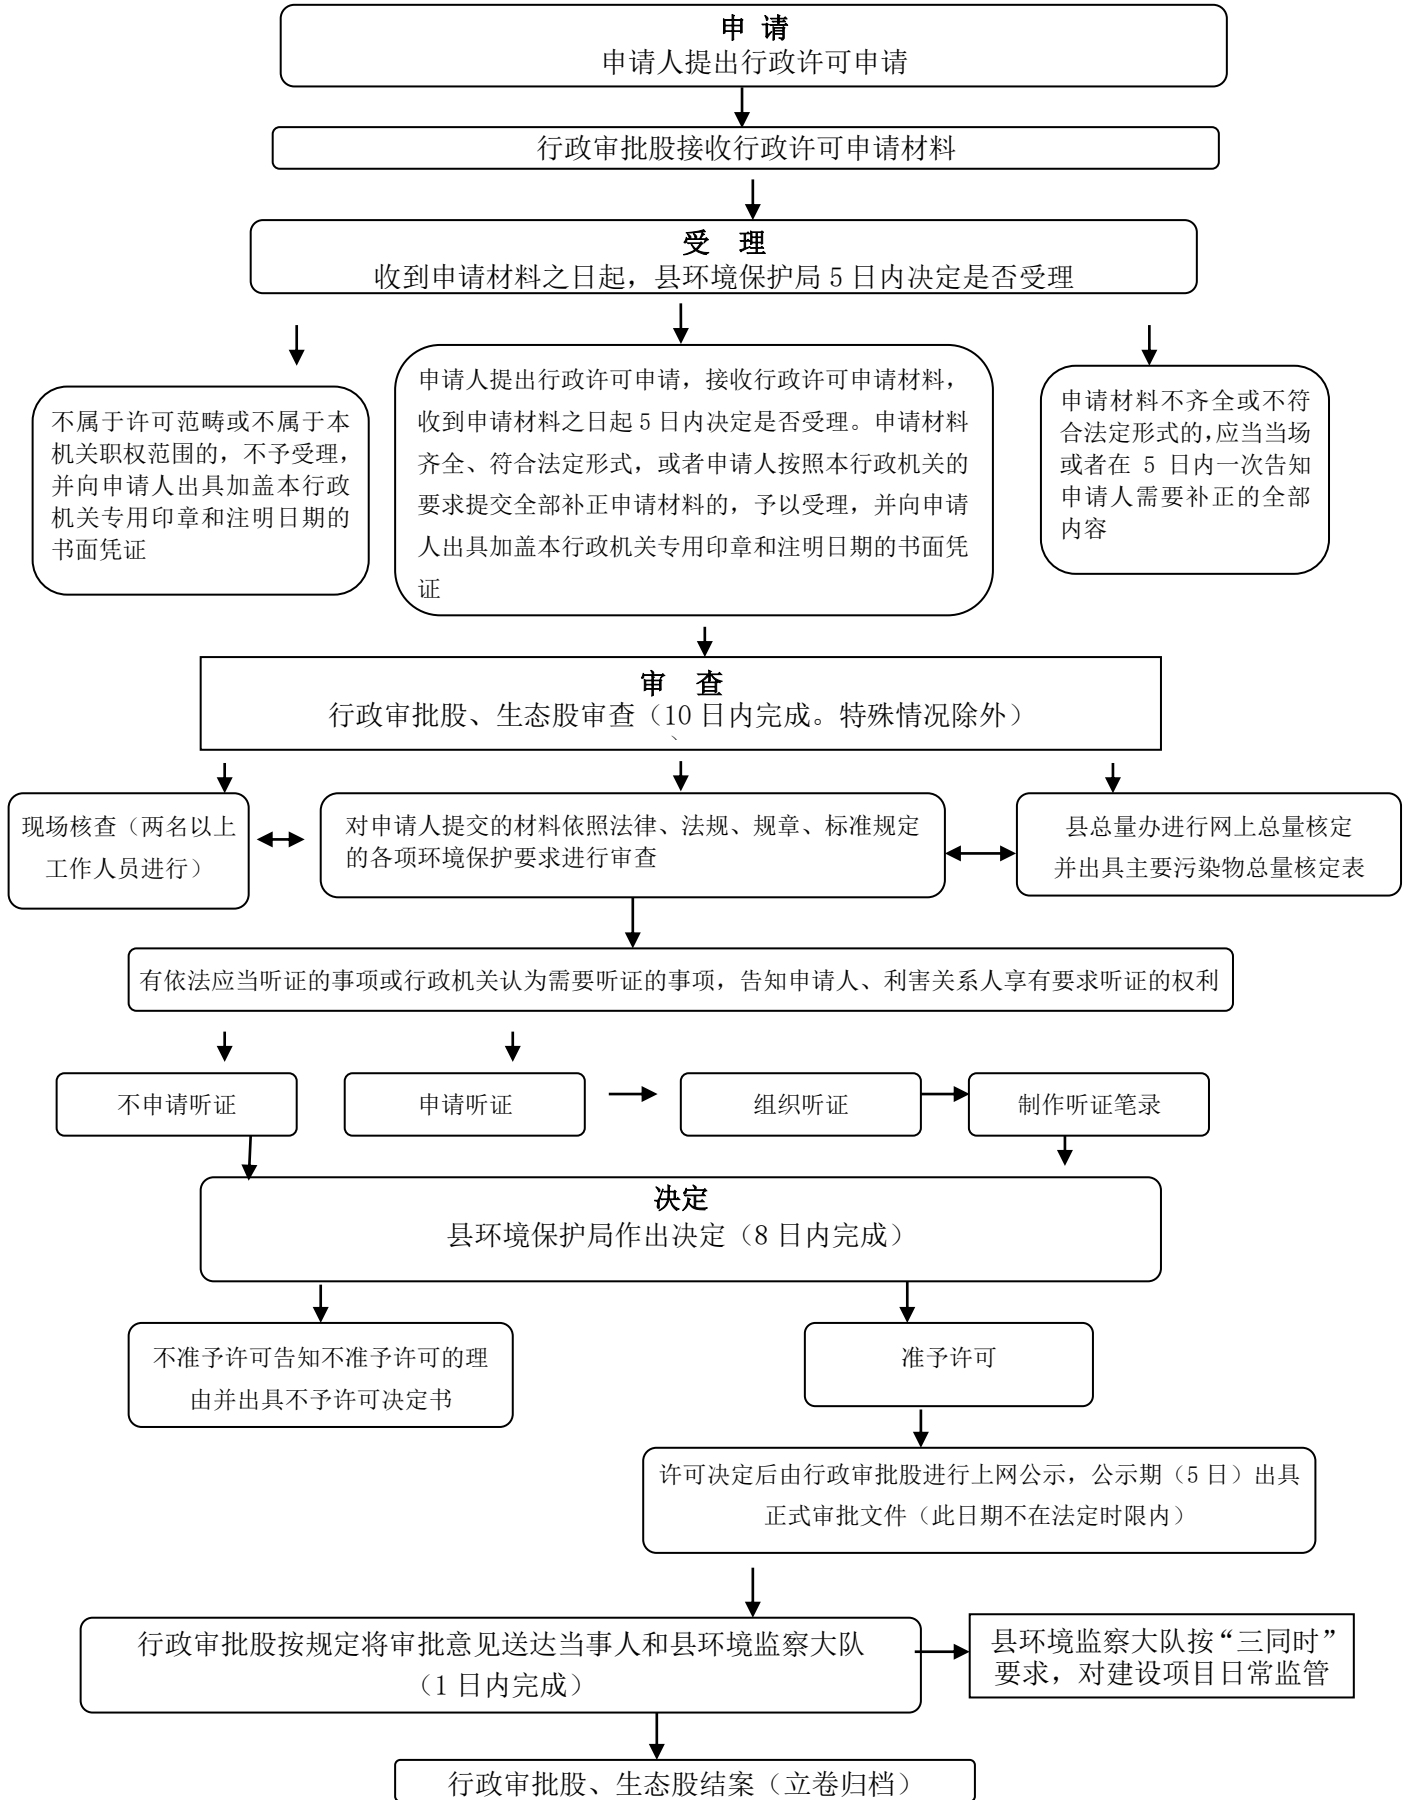 申 请
申请人提出行政许可申请
行政审批股接收行政许可申请材料
受 理
收到申请材料之日起，县环境保护局 5 日内决定是否受理
不属于许可范畴或不属于本
机关职权范围的，不予受理，
并向申请人出具加盖本行政
机关专用印章和注明日期的
书面凭证
申请人提出行政许可申请，接收行政许可申请材料，
收到申请材料之日起 5 日内决定是否受理。申请材料
齐全、符合法定形式，或者申请人按照本行政机关的
要求提交全部补正申请材料的，予以受理，并向申请
人出具加盖本行政机关专用印章和注明日期的书面凭
证
申请材料不齐全或不符
合法定形式的，应当当场
或者在 5 日内一次告知
申请人需要补正的全部
内容
审 查
行政审批股、生态股审查（10 日内完成。特殊情况除外）
、
现场核查（两名以上
工作人员进行）
对申请人提交的材料依照法律、法规、规章、标准规定
的各项环境保护要求进行审查
县总量办进行网上总量核定
并出具主要污染物总量核定表
有依法应当听证的事项或行政机关认为需要听证的事项，告知申请人、利害关系人享有要求听证的权利
不申请听证
申请听证
组织听证
制作听证笔录
决定
县环境保护局作出决定（8 日内完成）
不准予许可告知不准予许可的理
由并出具不予许可决定书
准予许可
许可决定后由行政审批股进行上网公示，公示期（5 日）出具
正式审批文件（此日期不在法定时限内）
行政审批股按规定将审批意见送达当事人和县环境监察大队
（1 日内完成）
县环境监察大队按“三同时”
要求，对建设项目日常监管
行政审批股、生态股结案（立卷归档）